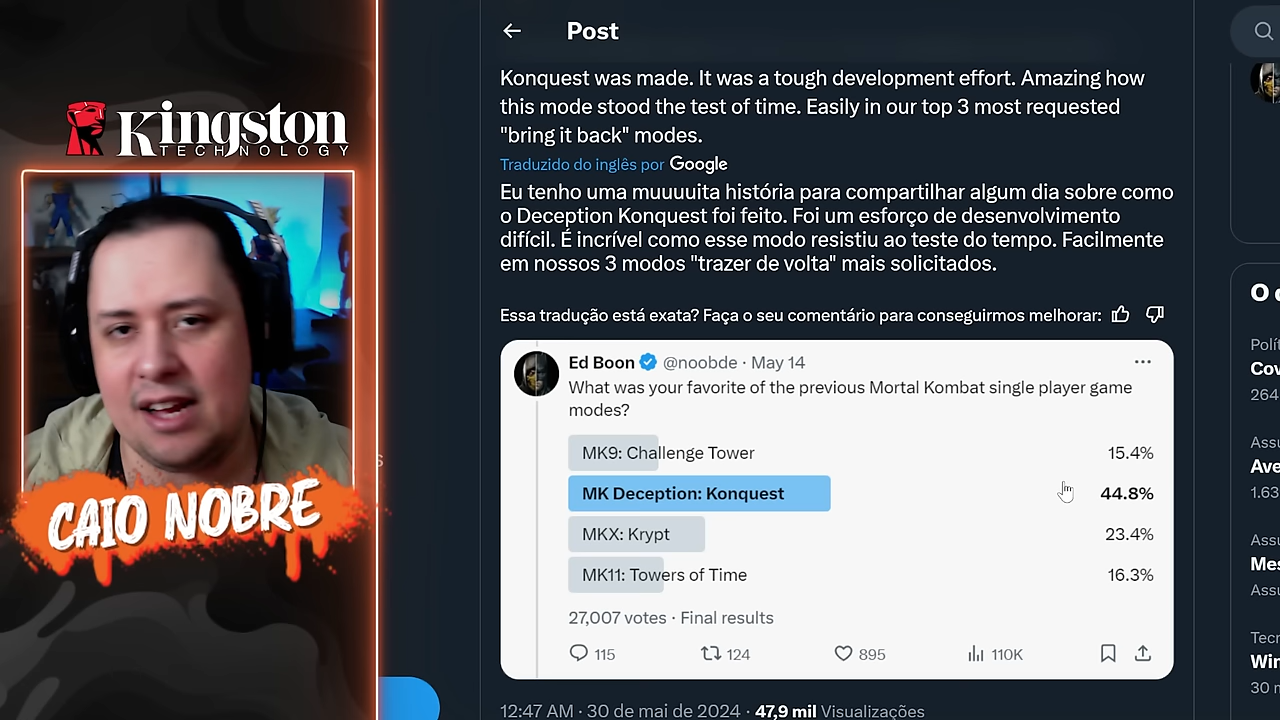 Kingston
TECHNOLOGY
CAIO NOBRE
Post
Konquest was made. It was a tough development effort. Amazing how
this mode stood the test of time. Easily in our top 3 most requested
"bring it back" modes.
Traduzido do inglês por Google
Eu tenho uma muuuuita história para compartilhar algum dia sobre como
o Deception Konquest foi feito. Foi um esforço de desenvolvimento
difícil. É incrível como esse modo resistiu ao teste do tempo. Facilmente
em nossos 3 modos "trazer de volta" mais solicitados.
Essa tradução está exata? Faça o seu comentário para conseguirmos melhorar:
Ed Boon @noobde · May 14
What was your favorite of the previous Mortal Kombat single player game
modes?
MK9: Challenge Tower 15.4%
MK Deception: Konquest 44.8%
MKX: Krypt 23.4%
MK11: Towers of Time 16.3%
27,007 votes · Final results
115 124 895 110K
12:47 AM · 30 de mai de 2024 · 47,9 mil Visualizações
s
O
Polít
Cov
264
Assu
Ave
1.63
Assu
Mes
Assu
Tecn
Win
30 m